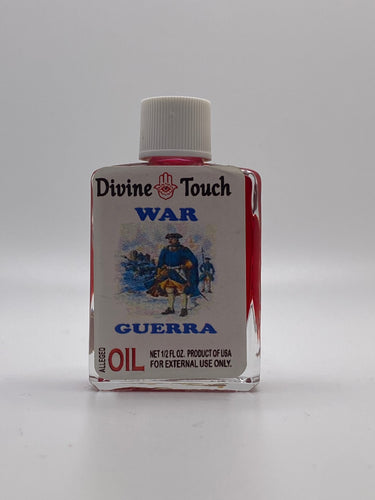 Divine Touch
WAR
GUERRA
ALLEGED
OIL
NET 1/2 FL OZ. PRODUCT OF USA
FOR EXTERNAL USE ONLY.